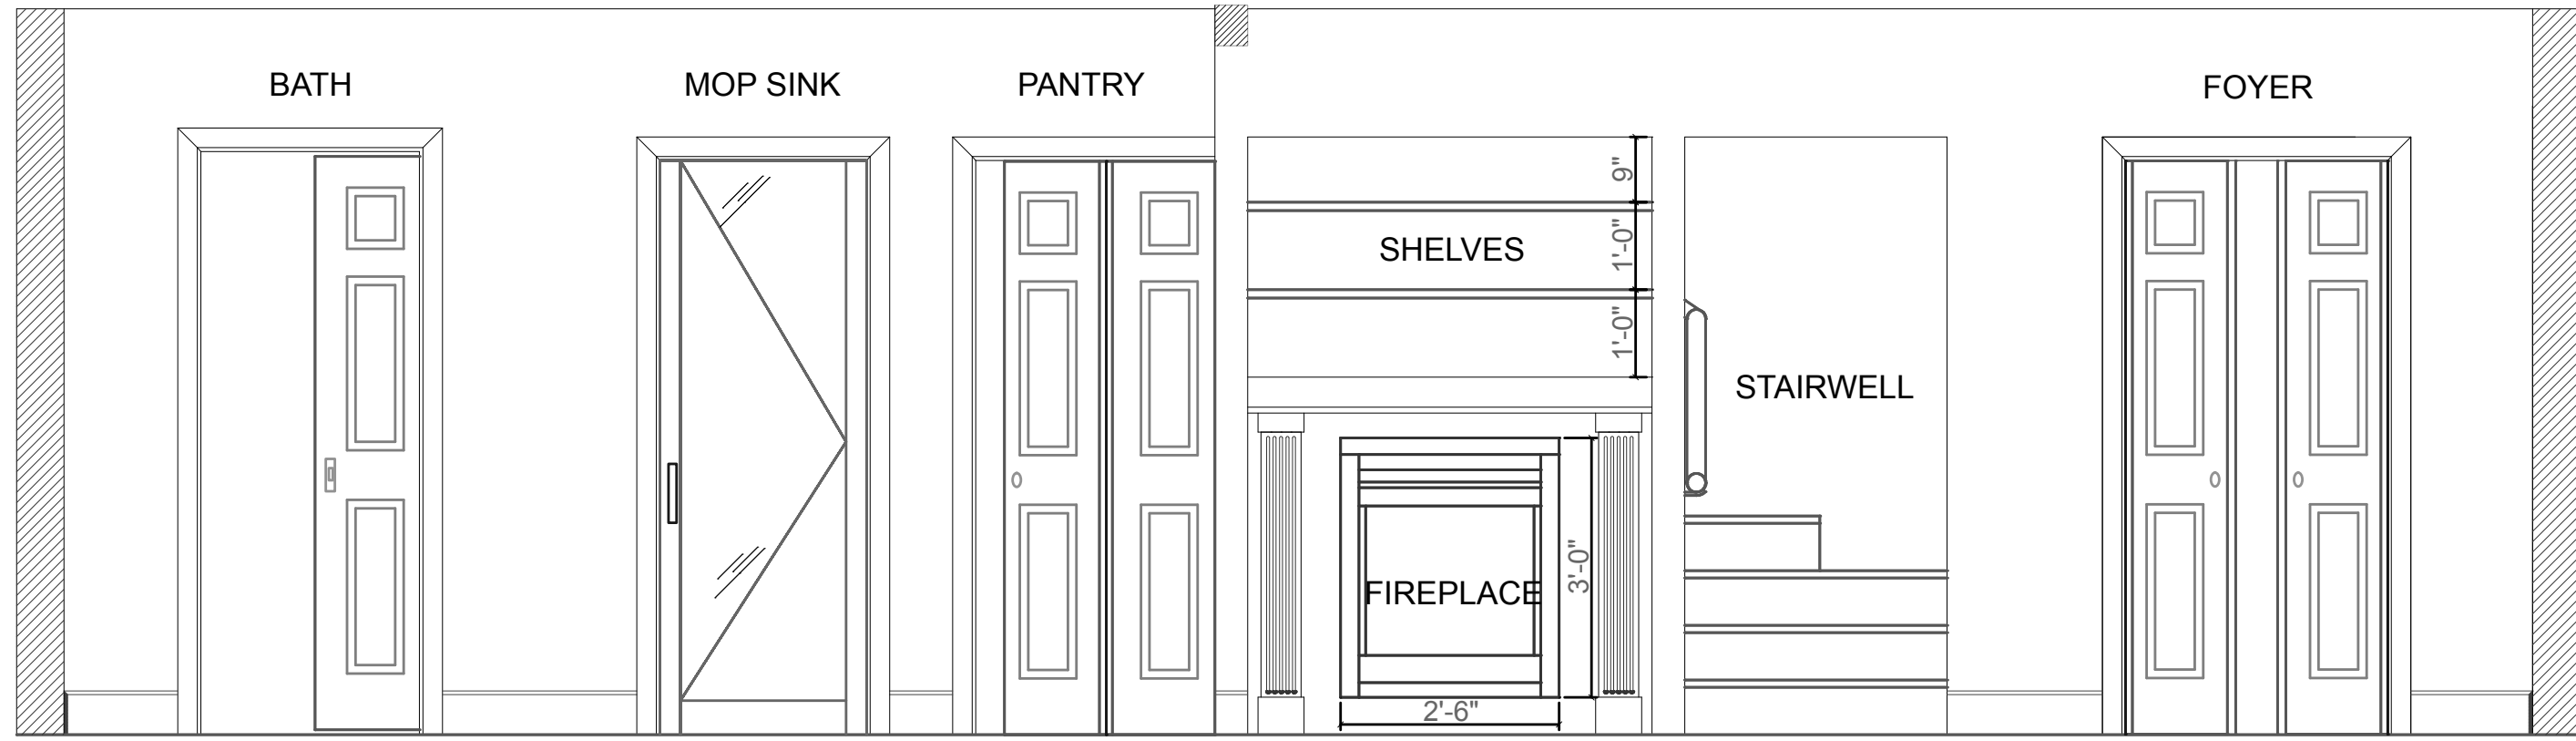 BATH
MOP SINK
PANTRY
FOYER
9"
SHELVES
1'-0"
1'-0"
STAIRWELL
FIREPLACE
3'-0"
2'-6"